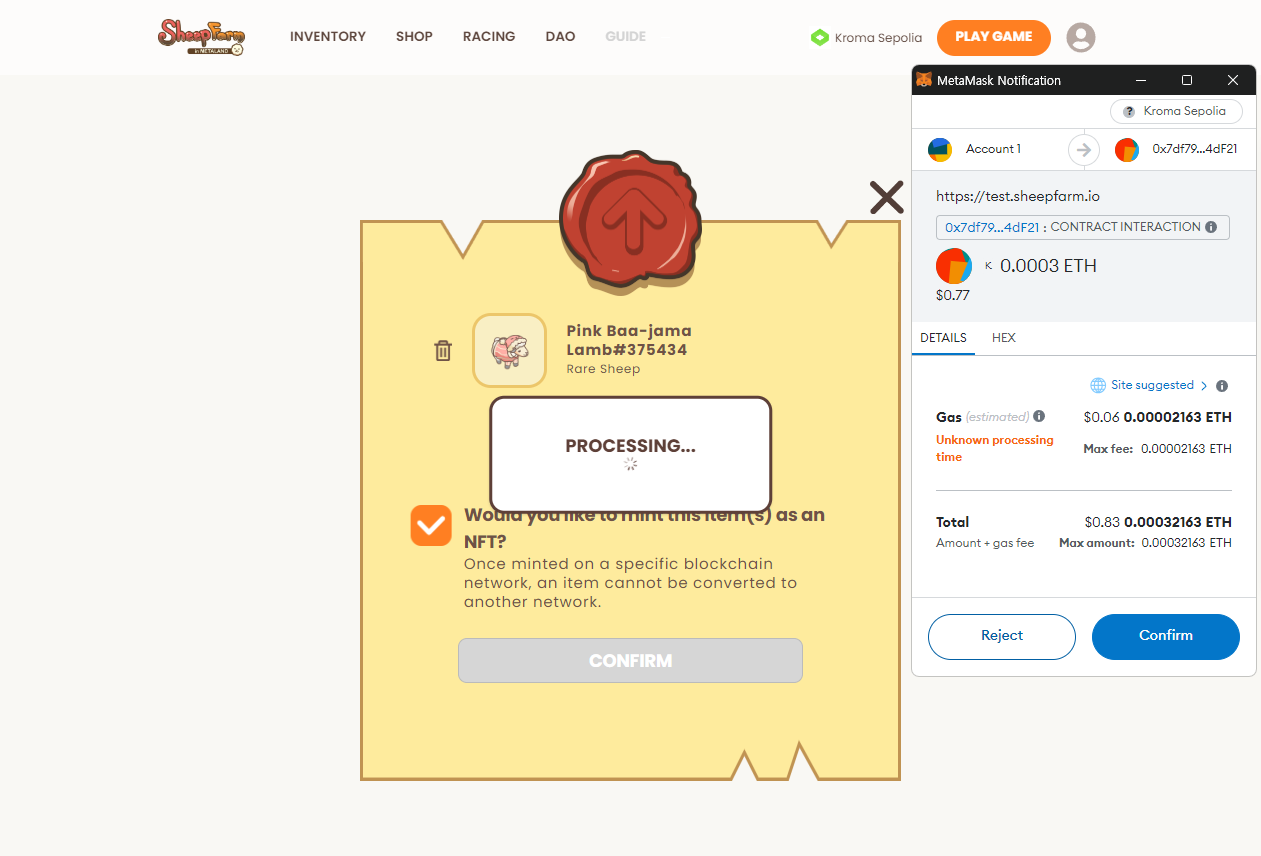 SheepFarm
in NETALAND
INVENTORY
SHOP
RACING
DAO
GUIDE
Kroma Sepolia
PLAY GAME
MetaMask Notification
Kroma Sepolia
Account 1
0x7df79...4dF21
https://test.sheepfarm.io
0x7df79...4dF21 : CONTRACT INTERACTION
K 0.0003 ETH
$0.77
DETAILS
HEX
Site suggested
Gas (estimated)
$0.06 0.00002163 ETH
Unknown processing
time
Max fee: 0.00002163 ETH
Total
$0.83 0.00032163 ETH
Amount + gas fee
Max amount: 0.00032163 ETH
Reject
Confirm
Pink Baa-jama
Lamb#375434
Rare Sheep
PROCESSING...
Would you like to mint this item(s) as an
NFT?
Once minted on a specific blockchain
network, an item cannot be converted to
another network.
CONFIRM